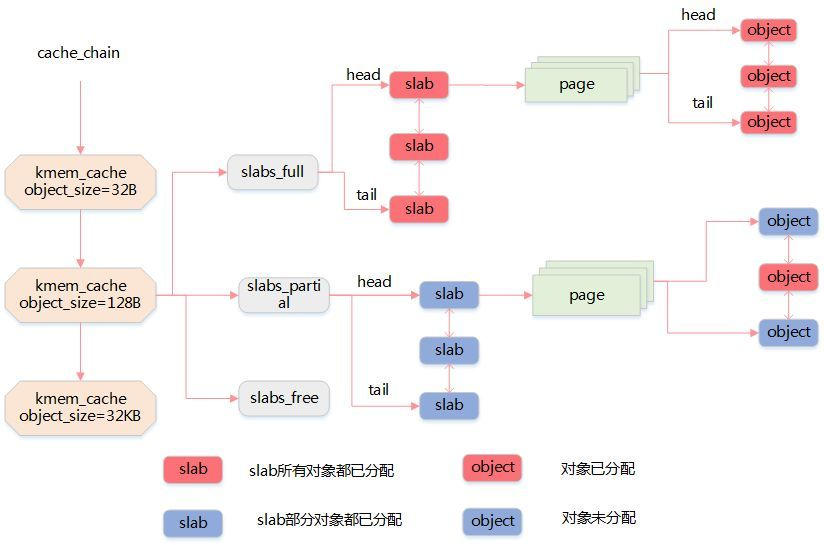 cache_chain
kmem_cache
object_size=32B
kmem_cache
object_size=128B
kmem_cache
object_size=32KB
slabs_full
slabs_parti
al
slabs_free
head
tail
slab
slab
slab
page
head
tail
object
object
object
head
tail
slab
slab
slab
page
object
object
object
slab
slab所有对象都已分配
object
对象已分配
slab
slab部分对象都已分配
object
对象未分配